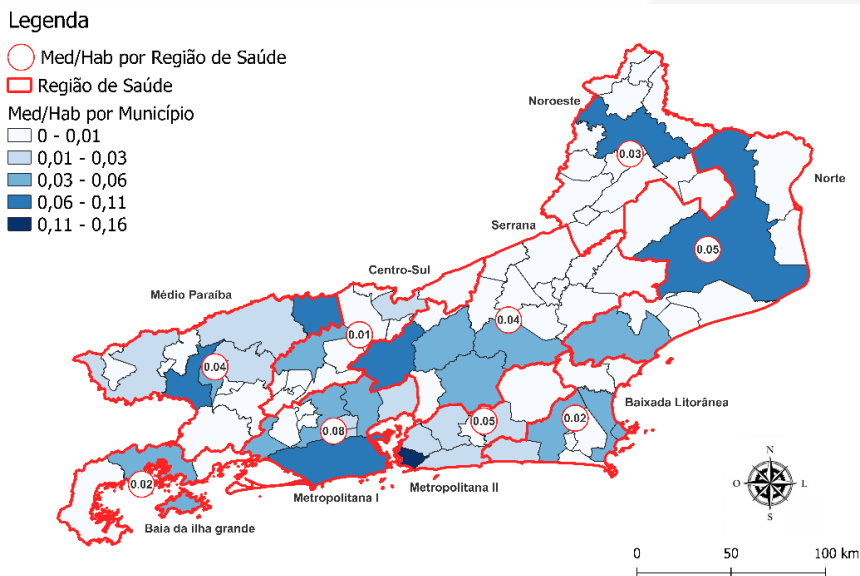 Legenda
Med/Hab por Região de Saúde
Região de Saúde
Med/Hab por Município
0 - 0,01
0,01 - 0,03
0,03 - 0,06
0,06 - 0,11
0,11 - 0,16
Noroeste
0.03
Norte
Serrana
0.05
Centro-Sul
Médio Paraíba
0.04
0.01
0.04
Baixada Litorânea
0.02
0.05
0.08
0.02
Metropolitana I
Metropolitana II
Baia da ilha grande
N
O
L
S
0 50 100 km